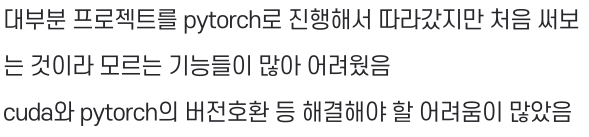 대부분 프로젝트를 pytorch로 진행해서 따라갔지만 처음 써보
는 것이라 모르는 기능들이 많아 어려웠음
cuda와 pytorch의 버전호환 등 해결해야 할 어려움이 많았음